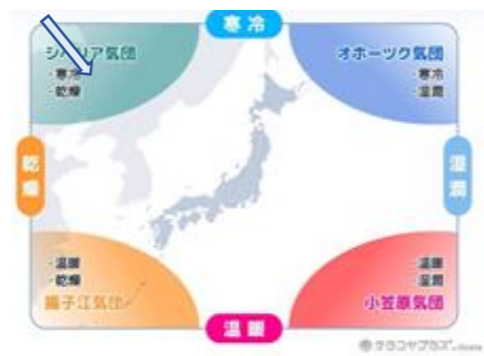 寒冷
シベリア気団
・寒冷
・乾燥
オホーツク気団
・寒冷
・湿潤
乾燥
湿潤
・温暖
・乾燥
揚子江気団
・温暖
・湿潤
小笠原気団
温暖